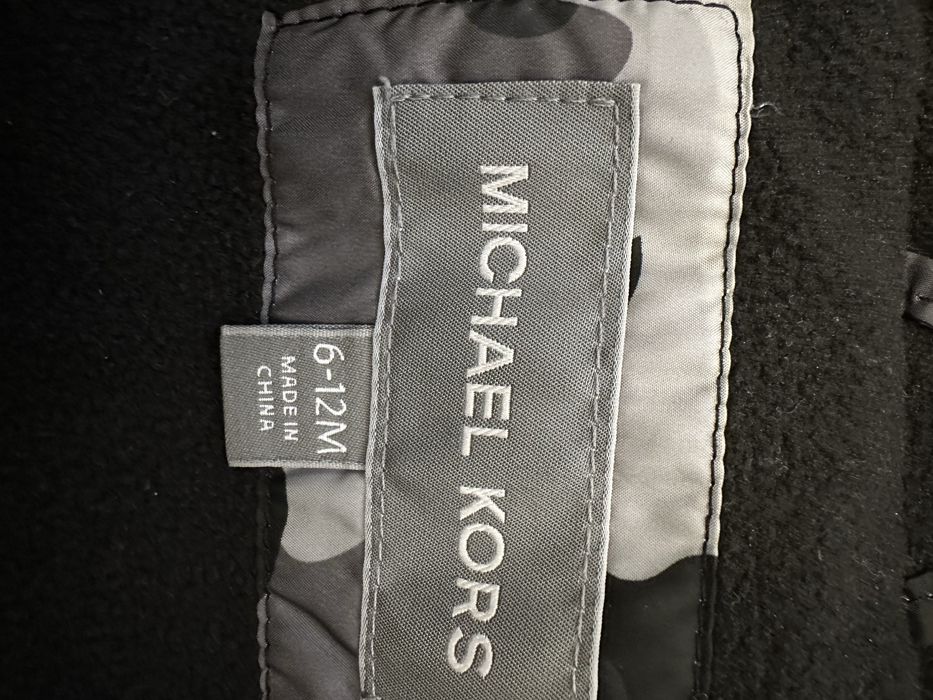 MICHAEL KORS
6-12M
MADE IN
CHINA